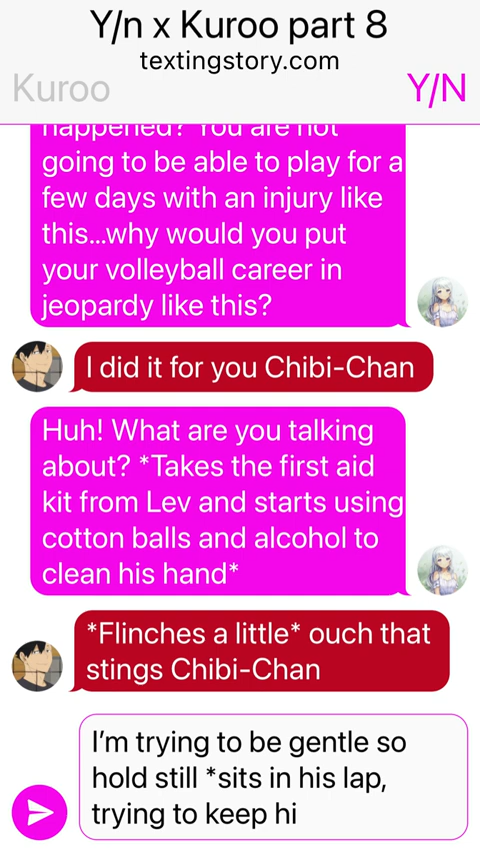 Y/n x Kuroo part 8
textingstory.com
Kuroo
Y/N
happened? You are not
going to be able to play for a
few days with an injury like
this...why would you put
your volleyball career in
jeopardy like this?
I did it for you Chibi-Chan
Huh! What are you talking
about? *Takes the first aid
kit from Lev and starts using
cotton balls and alcohol to
clean his hand*
*Flinches a little* ouch that
stings Chibi-Chan
I'm trying to be gentle so
hold still *sits in his lap,
trying to keep hi